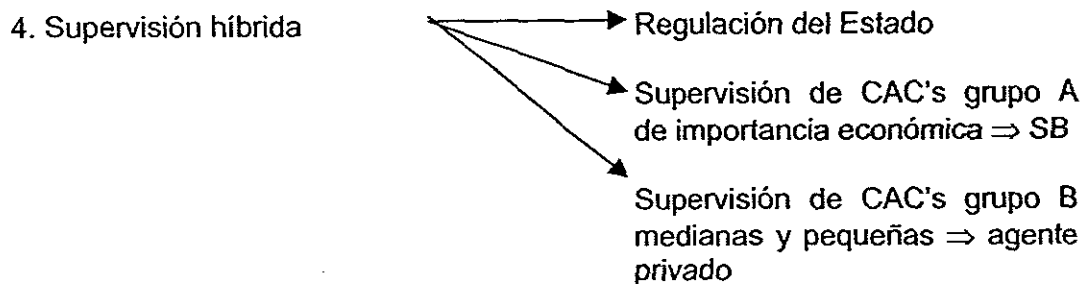 4. Supervisión híbrida
Regulación del Estado
Supervisión de CAC's grupo A
de importancia económica ⇒ SB
Supervisión de CAC's grupo B
medianas y pequeñas ⇒ agente
privado